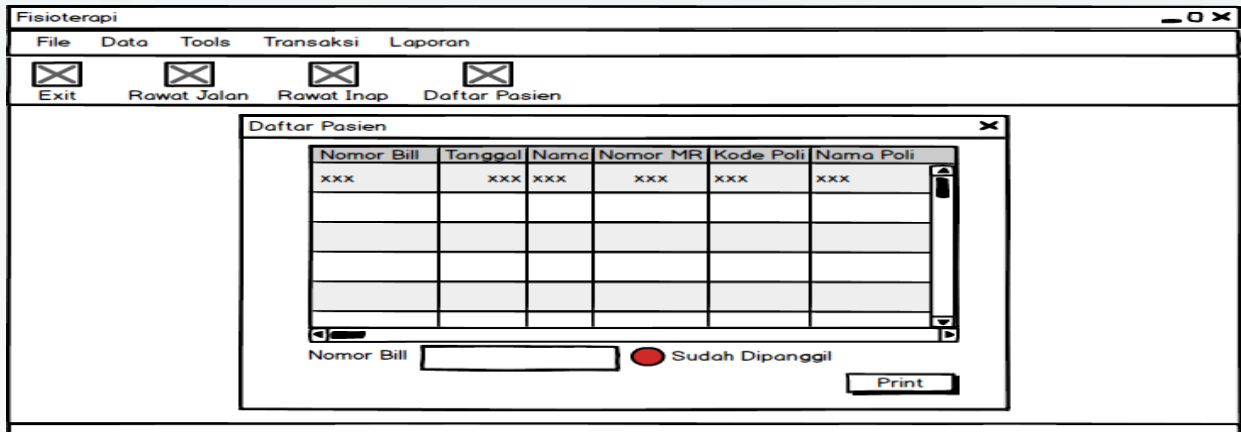 Fisioterapi
File Data Tools Transaksi Laporan
Exit Rawat Jalan Rawat Inap Daftar Pasien
Daftar Pasien
Nomor Bill Tanggal Nama Nomor MR Kode Poli Nama Poli
xxx xxx xxx xxx xxx xxx
Nomor Bill Sudah Dipanggil
Print